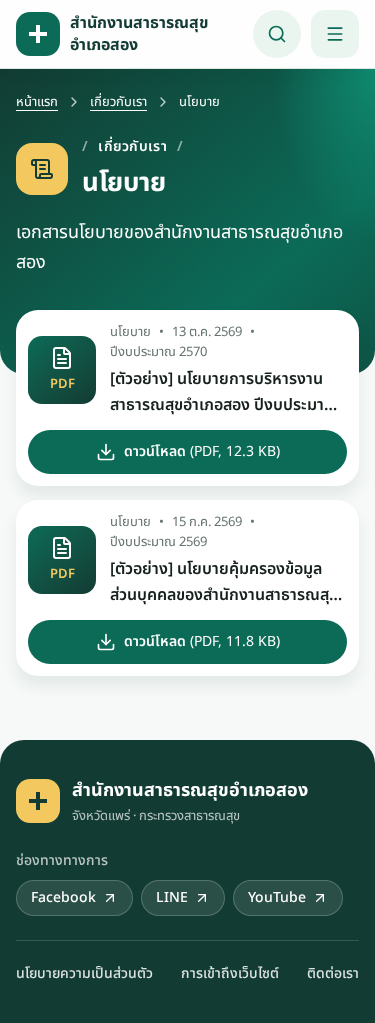 สำนักงานสาธารณสุข
อำเภอสอง
หน้าแรก > เกี่ยวกับเรา > นโยบาย
/ เกี่ยวกับเรา /
นโยบาย
เอกสารนโยบายของสำนักงานสาธารณสุขอำเภอ
สอง
PDF
นโยบาย • 13 ต.ค. 2569 •
ปีงบประมาณ 2570
[ตัวอย่าง] นโยบายการบริหารงาน
สาธารณสุขอำเภอสอง ปีงบประมา...
ดาวน์โหลด (PDF, 12.3 KB)
PDF
นโยบาย • 15 ก.ค. 2569 •
ปีงบประมาณ 2569
[ตัวอย่าง] นโยบายคุ้มครองข้อมูล
ส่วนบุคคลของสำนักงานสาธารณสุ...
ดาวน์โหลด (PDF, 11.8 KB)
สำนักงานสาธารณสุขอำเภอสอง
จังหวัดแพร่ · กระทรวงสาธารณสุข
ช่องทางทางการ
Facebook LINE YouTube
นโยบายความเป็นส่วนตัว การเข้าถึงเว็บไซต์ ติดต่อเรา